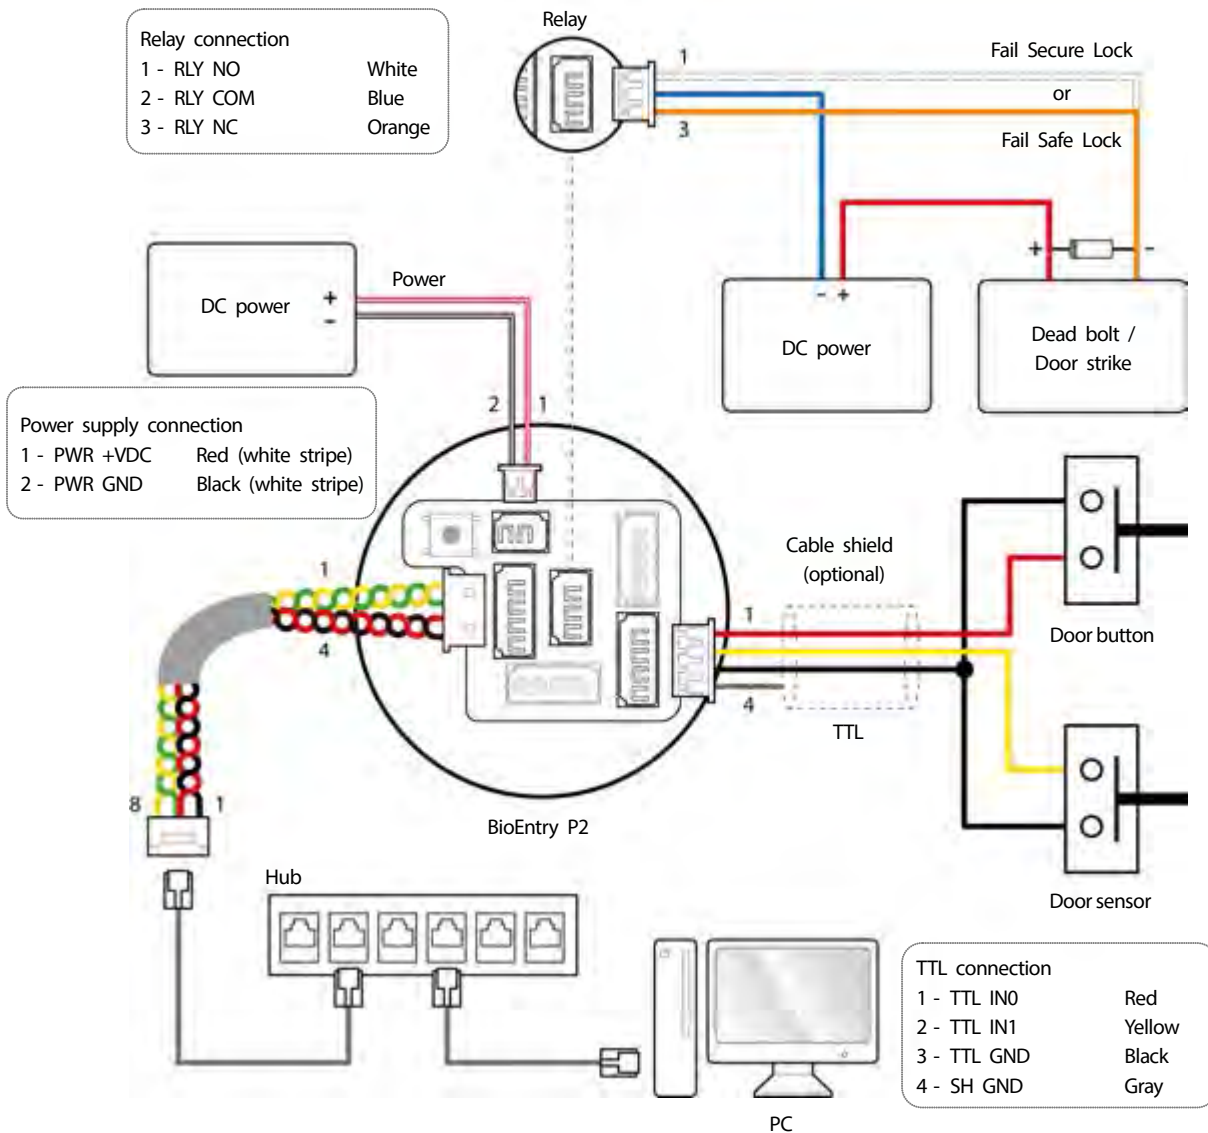 Relay
Relay connection
1 - RLY NO White
2 - RLY COM Blue
3 - RLY NC Orange
1
3
Fail Secure Lock
or
Fail Safe Lock
Power
DC power
+
-
+
-
- +
DC power
Dead bolt /
Door strike
2
1
Power supply connection
1 - PWR +VDC Red (white stripe)
2 - PWR GND Black (white stripe)
1
4
Cable shield
(optional)
1
4
TTL
Door button
8
1
BioEntry P2
Door sensor
Hub
TTL connection
1 - TTL IN0 Red
2 - TTL IN1 Yellow
3 - TTL GND Black
4 - SH GND Gray
PC